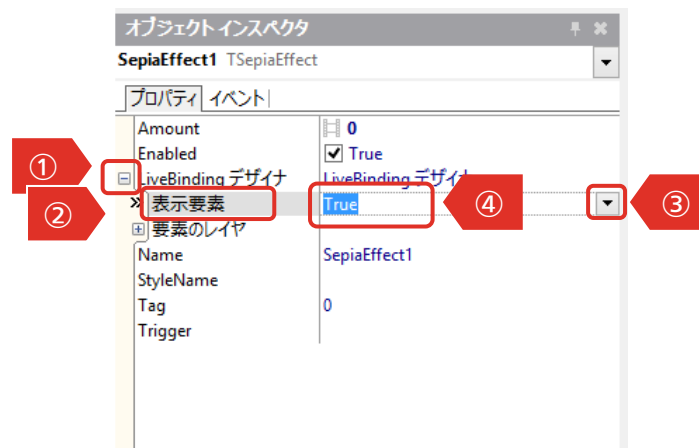 オブジェクト インスペクタ
SepiaEffect1 TSepiaEffect
プロパティ イベント
Amount 0
Enabled True
① LiveBinding デザイナ LiveBinding デザイナ
② 表示要素 True ④ ③
要素のレイヤ
Name SepiaEffect1
StyleName
Tag 0
Trigger